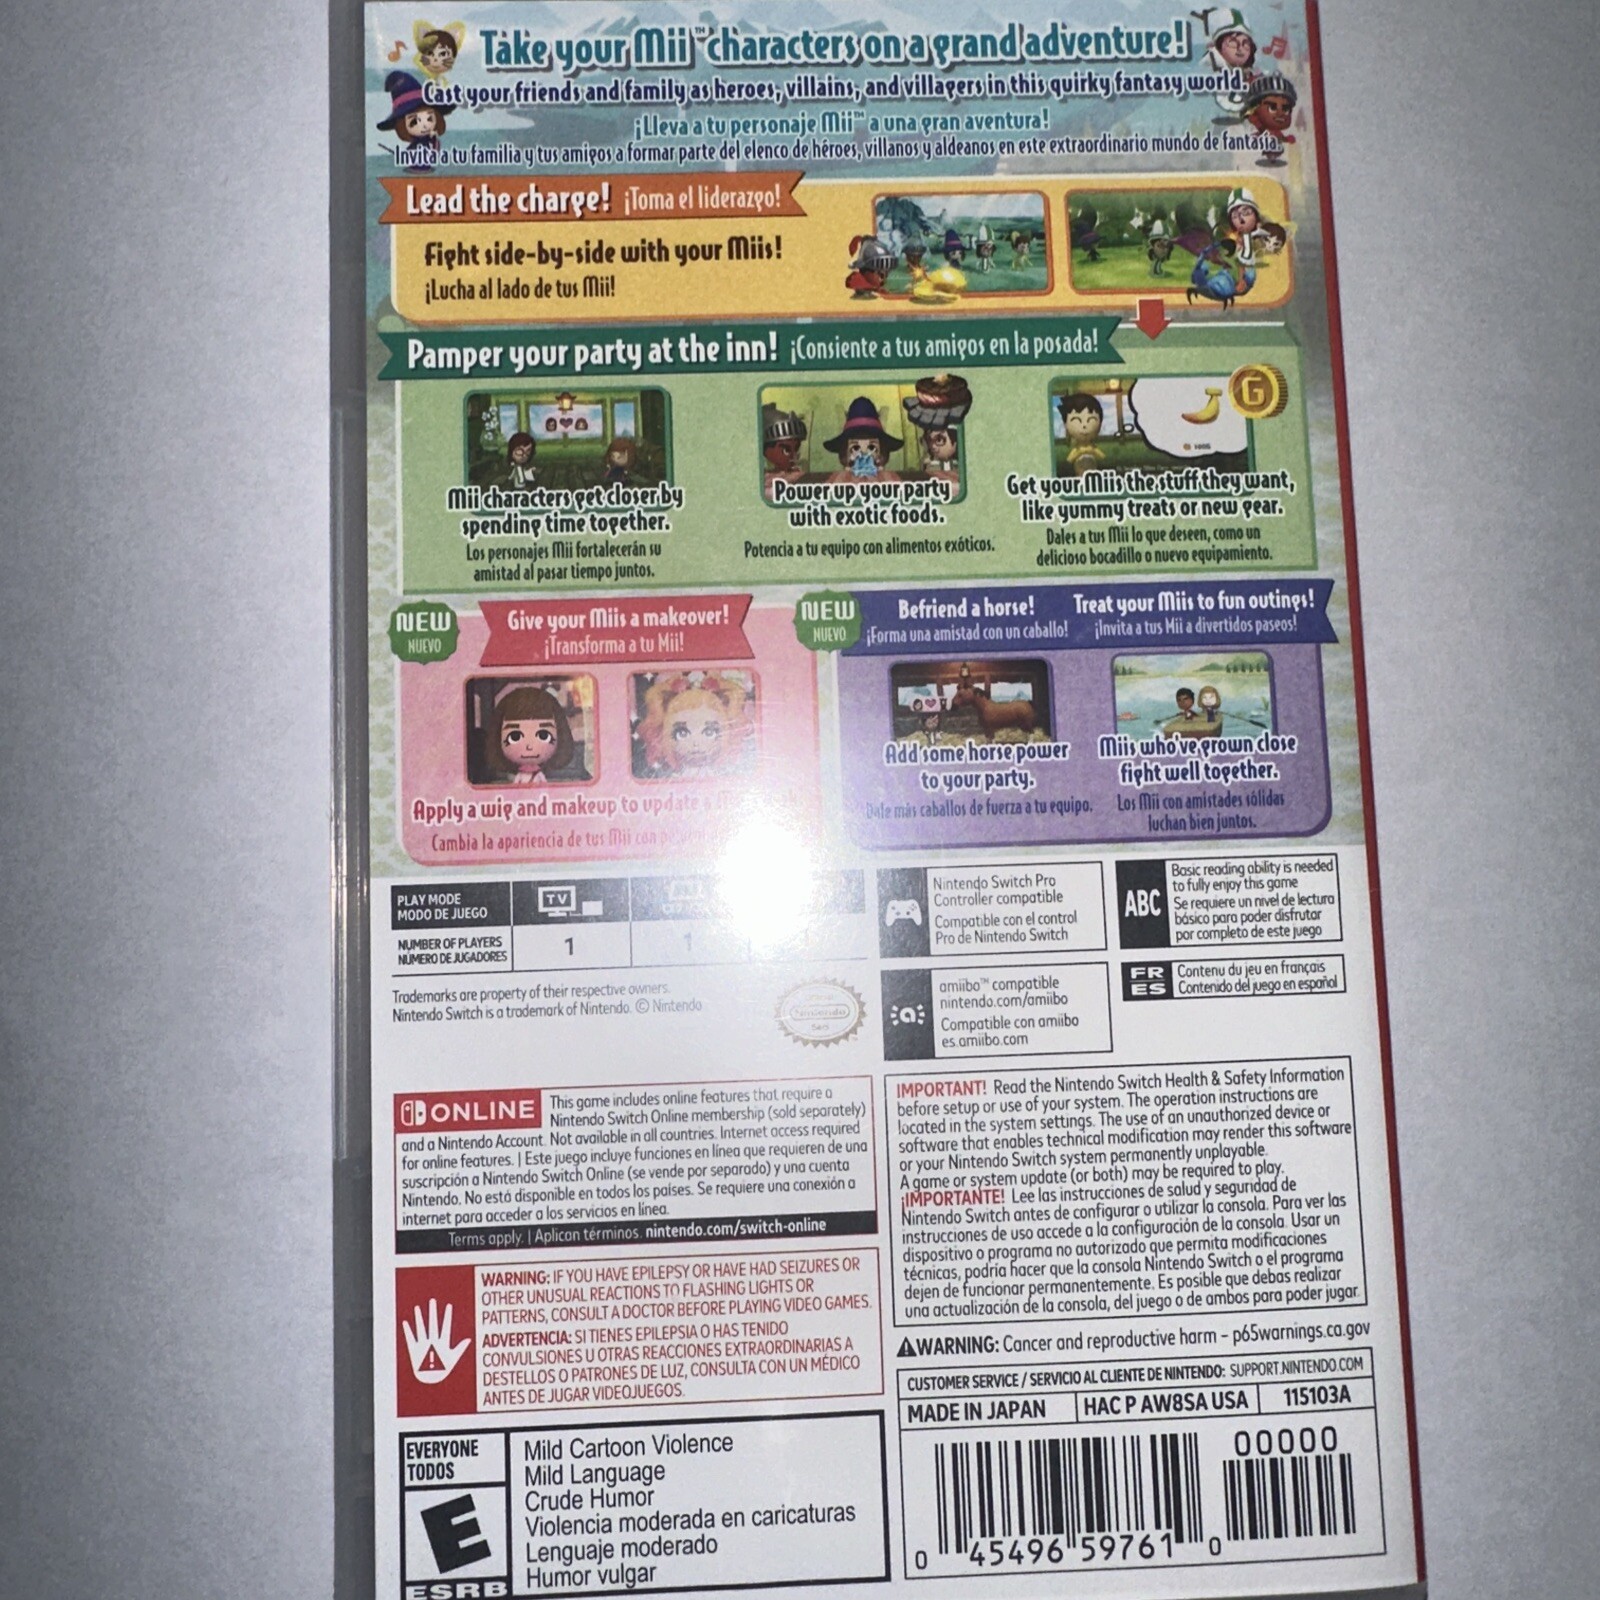 Take your Mii™ characters on a grand adventure!
Cast your friends and family as heroes, villains, and villagers in this quirky fantasy world.
¡Lleva a tu personaje Mii™ a una gran aventura!
Invita a tu familia y tus amigos a formar parte del elenco de héroes, villanos y aldeanos en este extraordinario mundo de fantasía.
Lead the charge! ¡Toma el liderazgo!
Fight side-by-side with your Miis!
¡Lucha al lado de tus Mii!
Pamper your party at the inn! ¡Consiente a tus amigos en la posada!
G
Mii characters get closer by
spending time together.
Los personajes Mii fortalecerán su
amistad al pasar tiempo juntos.
Power up your party
with exotic foods.
Potencia a tu equipo con alimentos exóticos.
Get your Miis the stuff they want,
like yummy treats or new gear.
Dales a tus Mii lo que deseen, como un
delicioso bocadillo o nuevo equipamiento.
NEW
NUEVO
Give your Miis a makeover!
¡Transforma a tu Mii!
Apply a wig and makeup to update
Cambia la apariencia de tus Mii con
NEW
NUEVO
Befriend a horse!
¡Forma una amistad con un caballo!
Treat your Miis to fun outings!
¡Invita a tus Mii a divertidos paseos!
Add some horse power
to your party.
Dale más caballos de fuerza a tu equipo.
Miis who've grown close
fight well together.
Los Mii con amistades sólidas
luchan bien juntos.
PLAY MODE
MODO DE JUEGO
TV
NUMBER OF PLAYERS
NÚMERO DE JUGADORES
1
1
Trademarks are property of their respective owners.
Nintendo Switch is a trademark of Nintendo. © Nintendo
Nintendo
Seal
Nintendo Switch Pro
Controller compatible
Compatible con el control
Pro de Nintendo Switch
amiibo™ compatible
nintendo.com/amiibo
Compatible con amiibo
es.amiibo.com
ABC
Basic reading ability is needed
to fully enjoy this game
Se requiere un nivel de lectura
básico para poder disfrutar
por completo de este juego
FR
ES
Contenu du jeu en français
Contenido del juego en español
ONLINE
This game includes online features that require a
Nintendo Switch Online membership (sold separately)
and a Nintendo Account. Not available in all countries. Internet access required
for online features. | Este juego incluye funciones en línea que requieren de una
suscripción a Nintendo Switch Online (se vende por separado) y una cuenta
Nintendo. No está disponible en todos los países. Se requiere una conexión a
internet para acceder a los servicios en línea.
Terms apply. | Aplican términos. nintendo.com/switch-online
WARNING: IF YOU HAVE EPILEPSY OR HAVE HAD SEIZURES OR
OTHER UNUSUAL REACTIONS TO FLASHING LIGHTS OR
PATTERNS, CONSULT A DOCTOR BEFORE PLAYING VIDEO GAMES.
ADVERTENCIA: SI TIENES EPILEPSIA O HAS TENIDO
CONVULSIONES U OTRAS REACCIONES EXTRAORDINARIAS A
DESTELLOS O PATRONES DE LUZ, CONSULTA CON UN MÉDICO
ANTES DE JUGAR VIDEOJUEGOS.
IMPORTANT! Read the Nintendo Switch Health & Safety Information
before setup or use of your system. The operation instructions are
located in the system settings. The use of an unauthorized device or
software that enables technical modification may render this software
or your Nintendo Switch system permanently unplayable.
A game or system update (or both) may be required to play.
¡IMPORTANTE! Lee las instrucciones de salud y seguridad de
Nintendo Switch antes de configurar o utilizar la consola. Para ver las
instrucciones de uso accede a la configuración de la consola. Usar un
dispositivo o programa no autorizado que permita modificaciones
técnicas, podría hacer que la consola Nintendo Switch o el programa
dejen de funcionar permanentemente. Es posible que debas realizar
una actualización de la consola, del juego o de ambos para poder jugar.
WARNING: Cancer and reproductive harm - p65warnings.ca.gov
CUSTOMER SERVICE / SERVICIO AL CLIENTE DE NINTENDO: SUPPORT.NINTENDO.COM
MADE IN JAPAN
HAC P AW8SA USA
115103A
EVERYONE
TODOS
E
ESRB
Mild Cartoon Violence
Mild Language
Crude Humor
Violencia moderada en caricaturas
Lenguaje moderado
Humor vulgar
00000
0 45496 59761 0